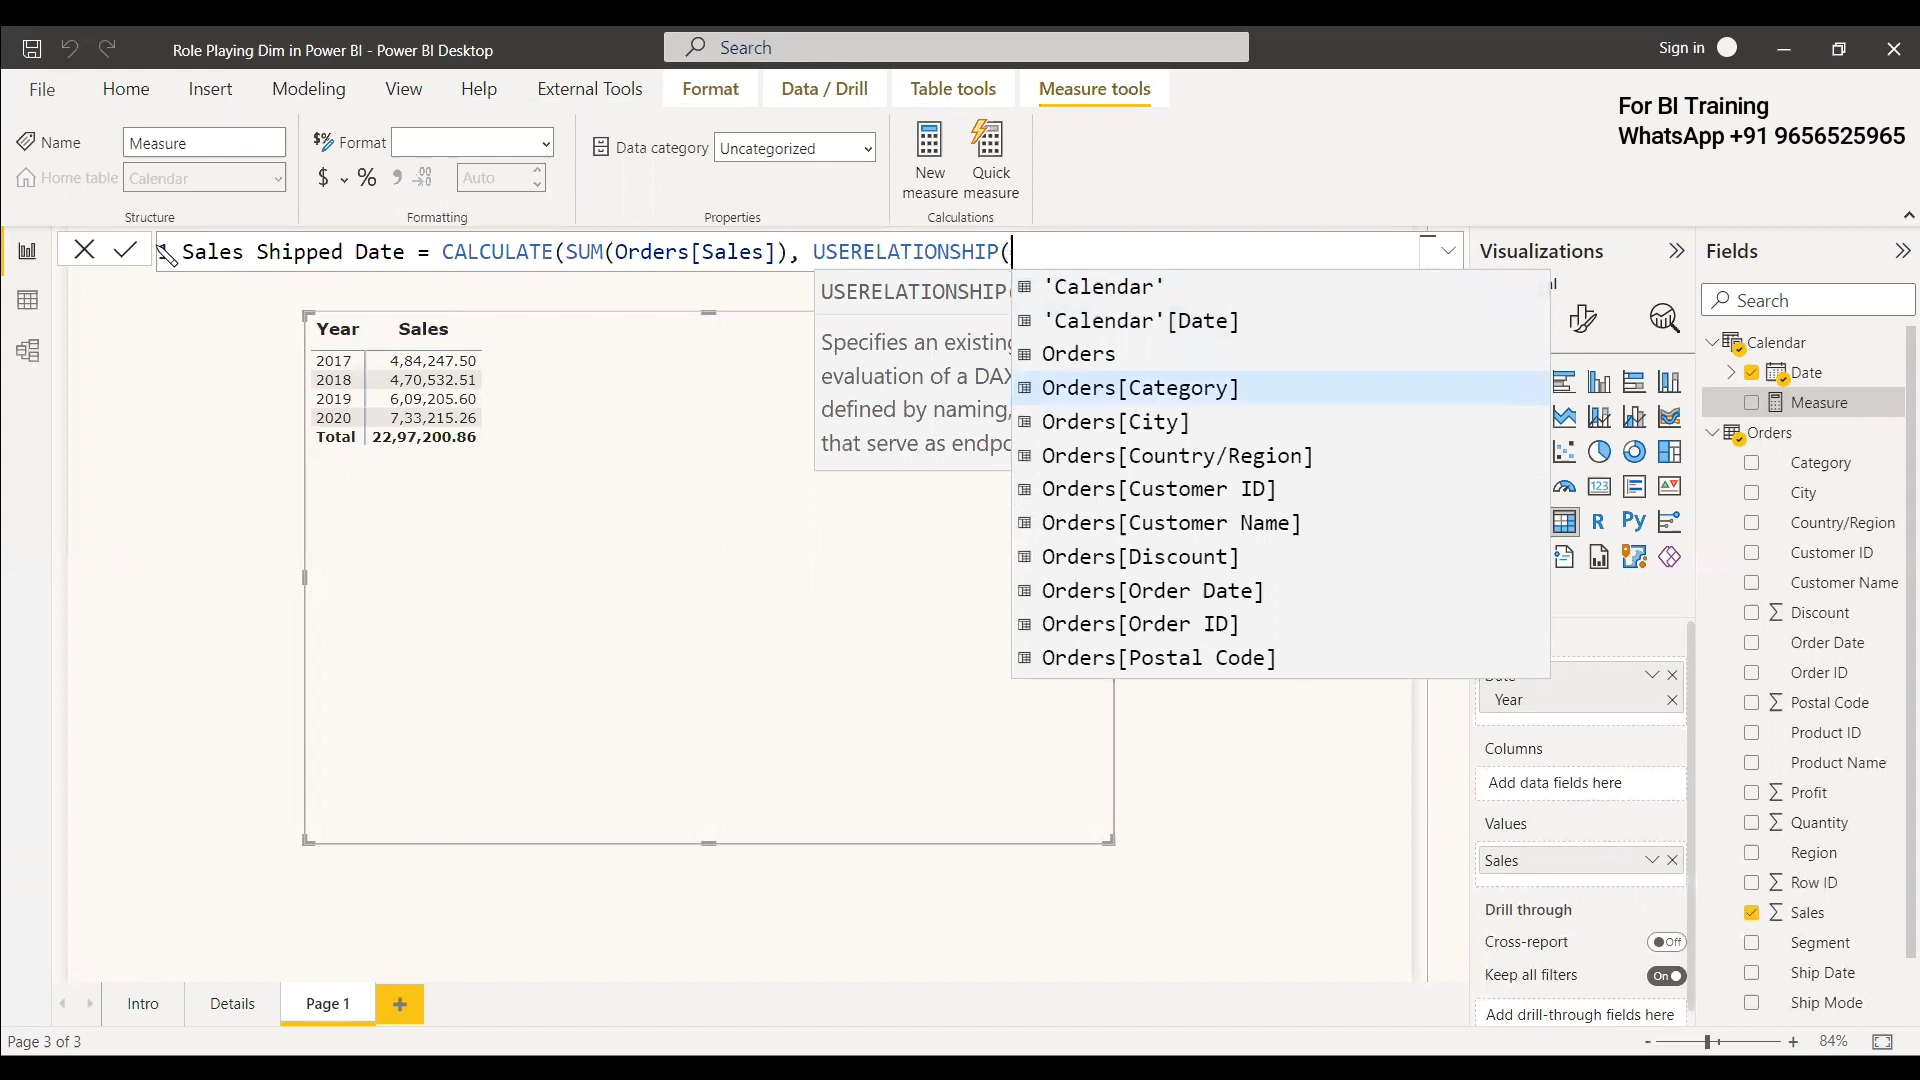 Role Playing Dim in Power BI - Power BI Desktop
Search
Sign in
File
Home
Insert
Modeling
View
Help
External Tools
Format
Data / Drill
Table tools
Measure tools
For BI Training
WhatsApp +91 9656525965
Name
Measure
Home table
Calendar
Structure
Format
$ % 9
Auto
Formatting
Data category
Uncategorized
Properties
New measure
Quick measure
Calculations
Sales Shipped Date = CALCULATE(SUM(Orders[Sales]), USERELATIONSHIP(
USERELATIONSHIP(
Specifies an existing
evaluation of a DAX
defined by naming,
that serve as endpo
'Calendar'
'Calendar'[Date]
Orders
Orders[Category]
Orders[City]
Orders[Country/Region]
Orders[Customer ID]
Orders[Customer Name]
Orders[Discount]
Orders[Order Date]
Orders[Order ID]
Orders[Postal Code]
Year Sales
2017 4,84,247.50
2018 4,70,532.51
2019 6,09,205.60
2020 7,33,215.26
Total 22,97,200.86
Visualizations
R
Py
123
Year
Columns
Add data fields here
Values
Sales
Drill through
Cross-report
Off
Keep all filters
On
Add drill-through fields here
Fields
Search
Calendar
Date
Measure
Orders
Category
City
Country/Region
Customer ID
Customer Name
Discount
Order Date
Order ID
Postal Code
Product ID
Product Name
Profit
Quantity
Region
Row ID
Sales
Segment
Ship Date
Ship Mode
Intro
Details
Page 1
+
Page 3 of 3
- + 84%